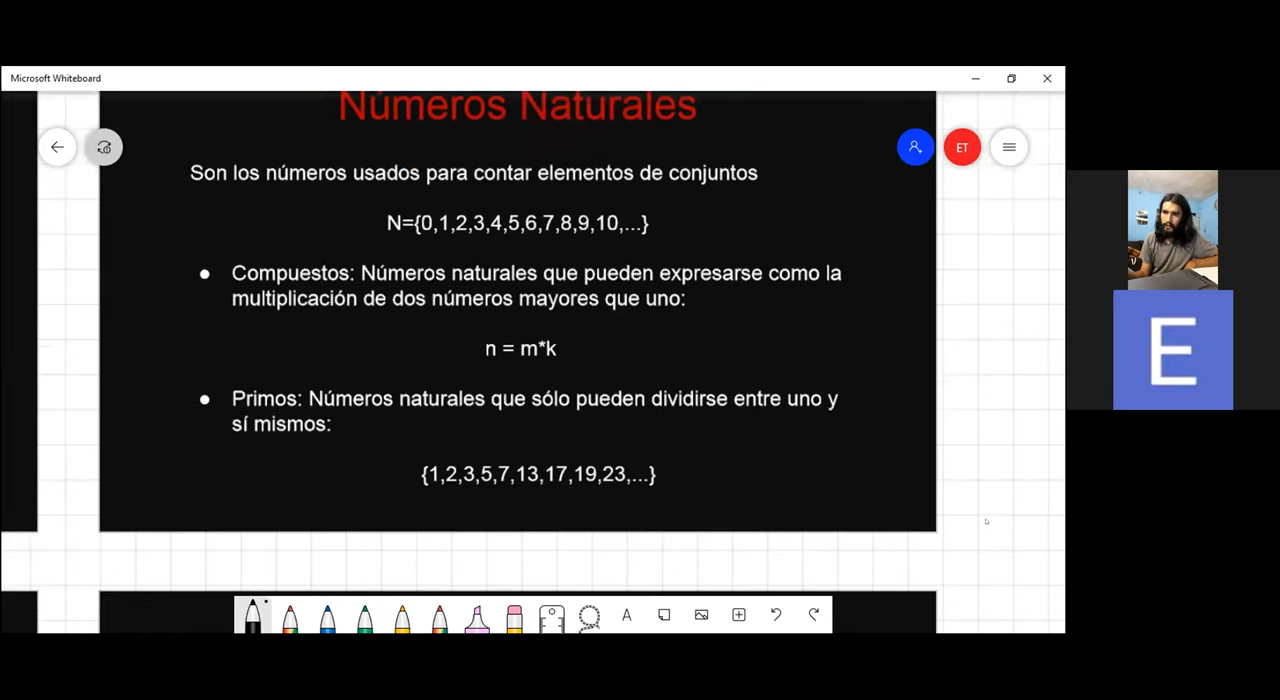 Microsoft Whiteboard
Números Naturales
ET
Son los números usados para contar elementos de conjuntos
N={0,1,2,3,4,5,6,7,8,9,10,...}
● Compuestos: Números naturales que pueden expresarse como la
multiplicación de dos números mayores que uno:
n = m*k
E
● Primos: Números naturales que sólo pueden dividirse entre uno y
sí mismos:
{1,2,3,5,7,13,17,19,23,...}
A